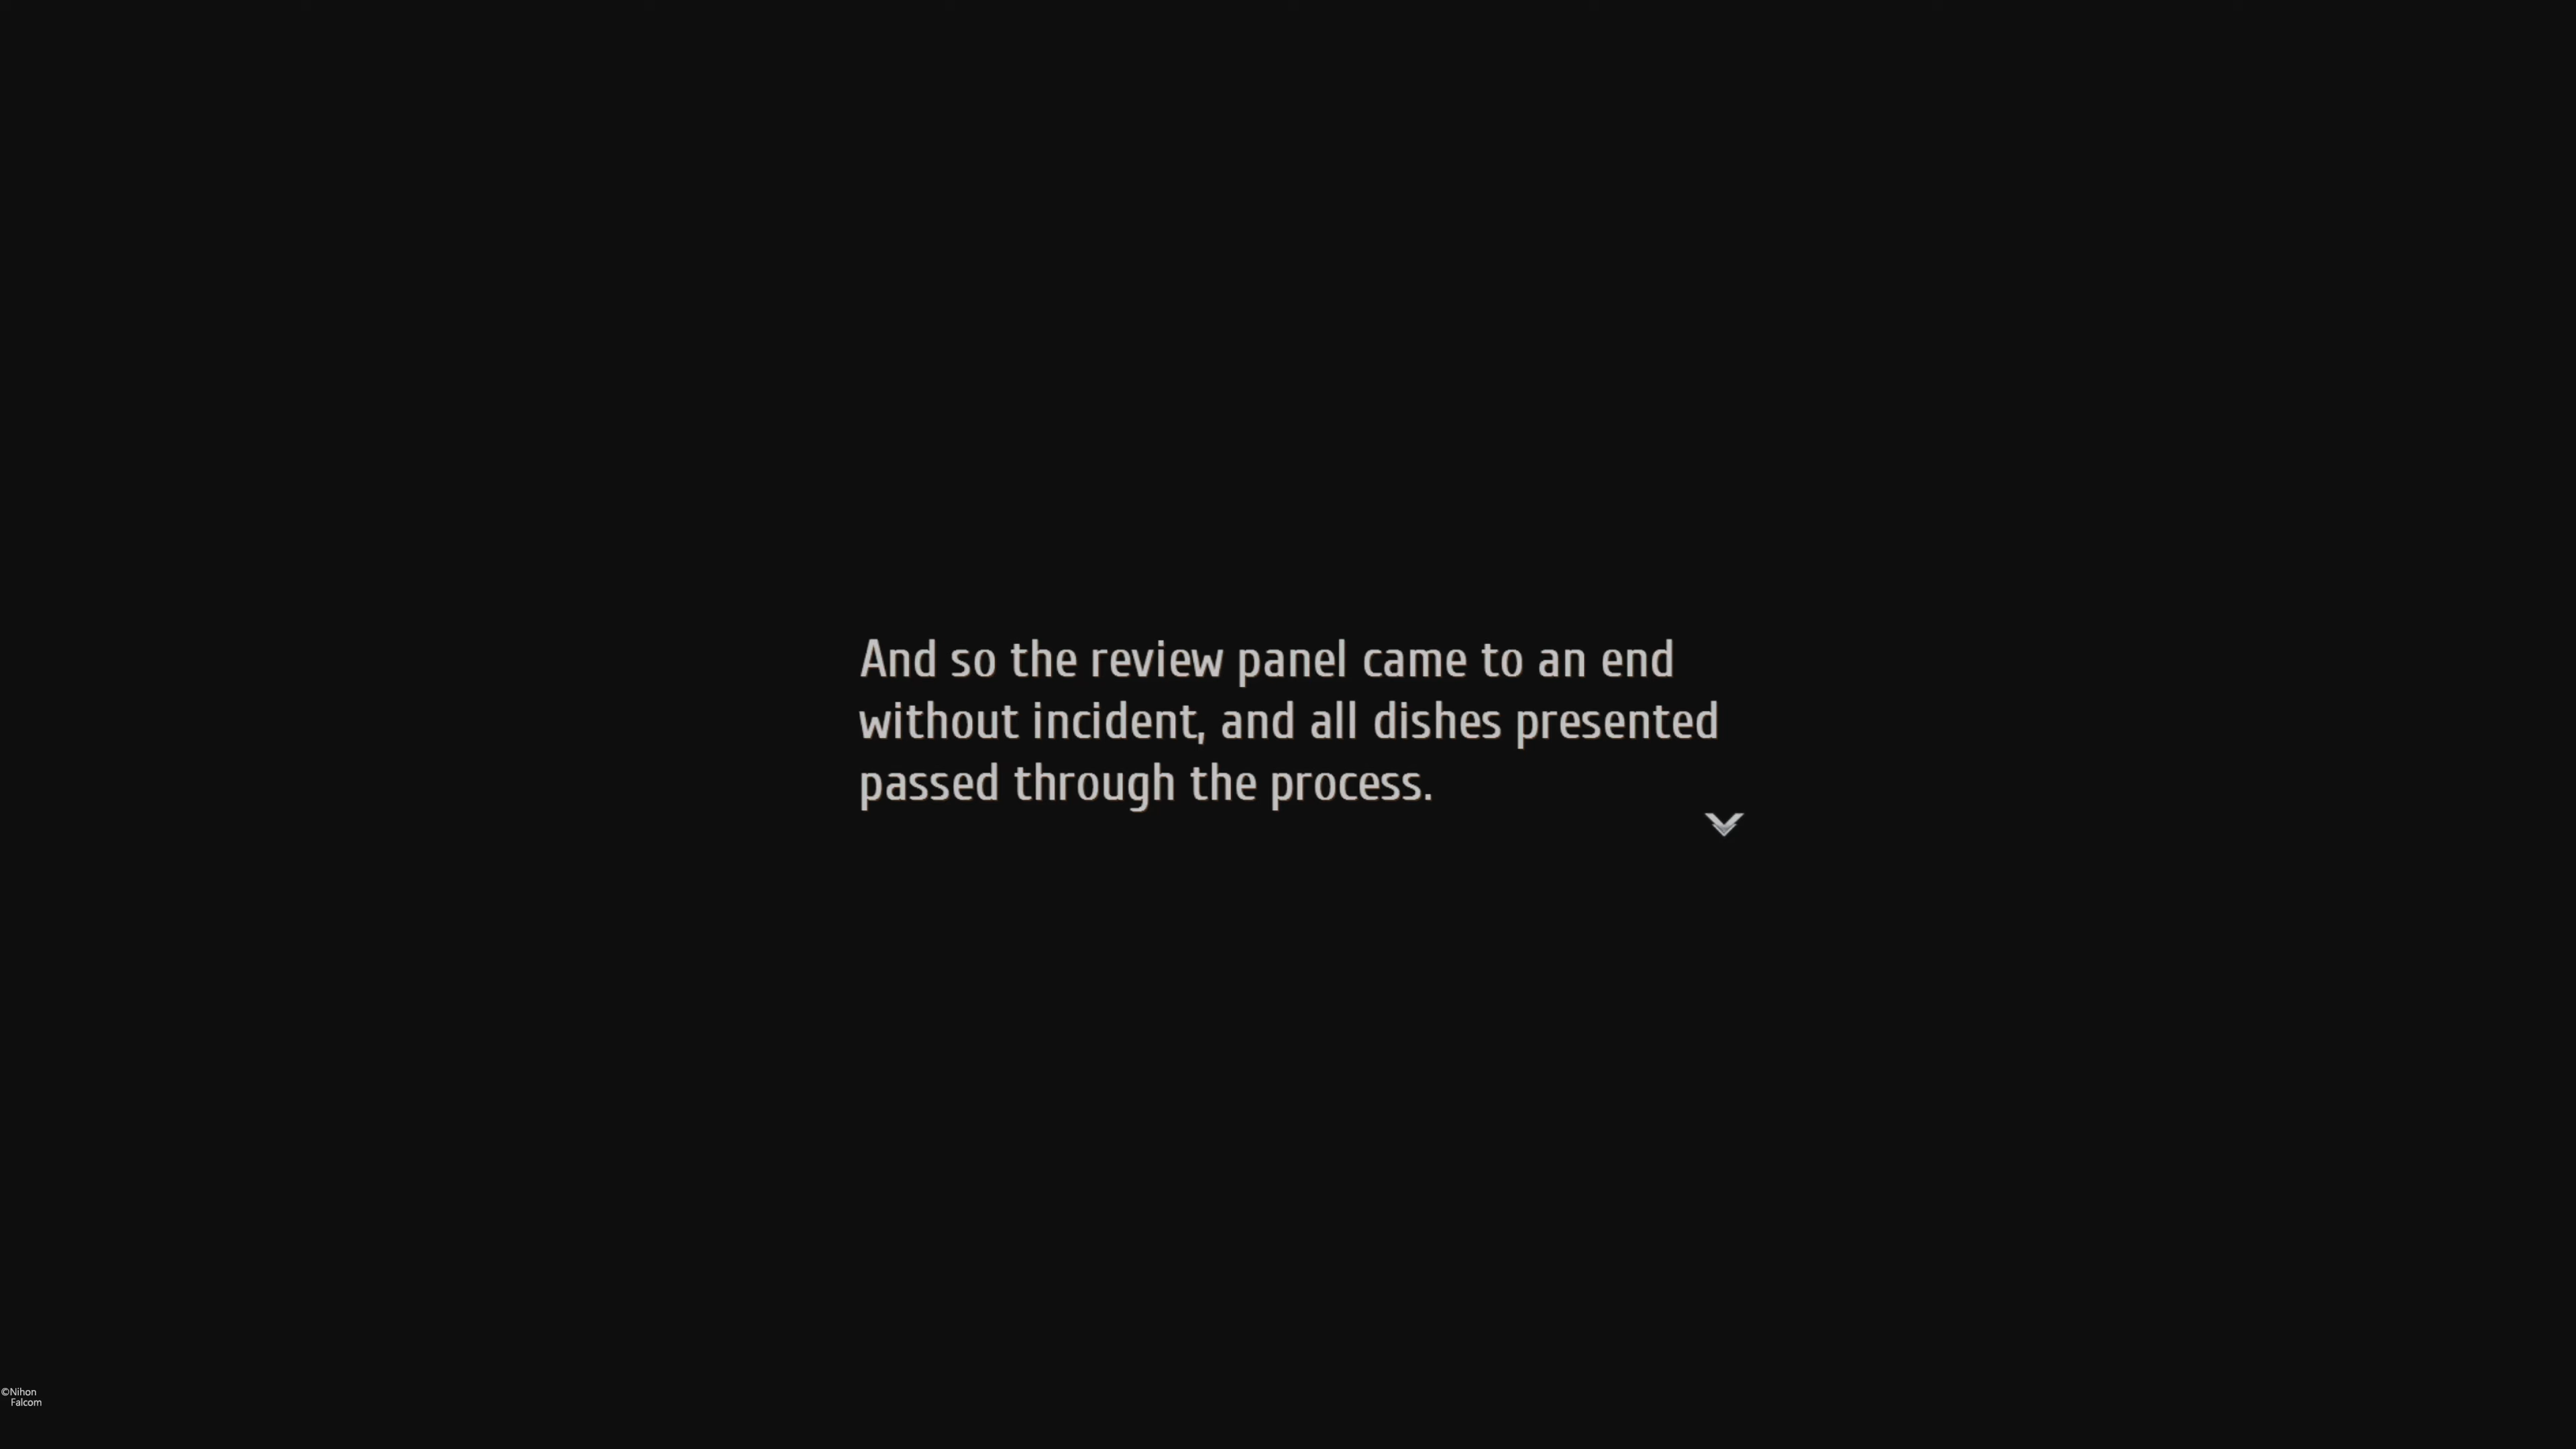 And so the review panel came to an end
without incident, and all dishes presented
passed through the process.
©Nihon
Falcom